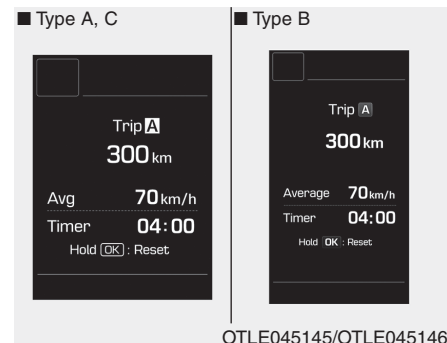 ■ Type A, C
Trip A
300 km
Avg 70 km/h
Timer 04:00
Hold OK : Reset
■ Type B
Trip A
300 km
Average 70 km/h
Timer 04:00
Hold OK : Reset
OTLE045145/OTLE045146